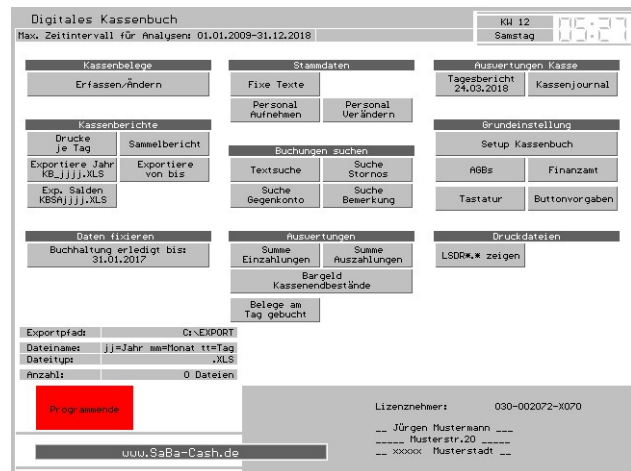 Digitales Kassenbuch
KW 12
05:27
Max. Zeitintervall für Analysen: 01.01.2009-31.12.2018
Samstag
Kassenbelege
Erfassen/Ändern
Kassenberichte
Drucke
je Tag
Sammelbericht
Exportiere Jahr
KB_jjjj.XLS
Exportiere
von bis
Exp. Salden
KBSAjjjj.XLS
Daten fixieren
Buchhaltung erledigt bis:
31.01.2017
Stammdaten
Fixe Texte
Personal
Aufnehmen
Personal
Verändern
Buchungen suchen
Textsuche
Suche
Stornos
Suche
Gegenkonto
Suche
Bemerkung
Auswertungen
Summe
Einzahlungen
Summe
Auszahlungen
Bargeld
Kassenendbestände
Belege am
Tag gebucht
Auswertungen Kasse
Tagesbericht
24.03.2018
Kassenjournal
Grundeinstellung
Setup Kassenbuch
AGBs
Finanzamt
Tastatur
Buttonvorgaben
Druckdateien
LSDR*.* zeigen
Exportpfad: C:\EXPORT
Dateiname: jj=Jahr mm=Monat tt=Tag
Dateityp: .XLS
Anzahl: 0 Dateien
Programmende
www.SaBa-Cash.de
Lizenznehmer: 030-002072-X070
__ Jürgen Mustermann ___
_____ Musterstr.20 _____
__ xxxxx Musterstadt __